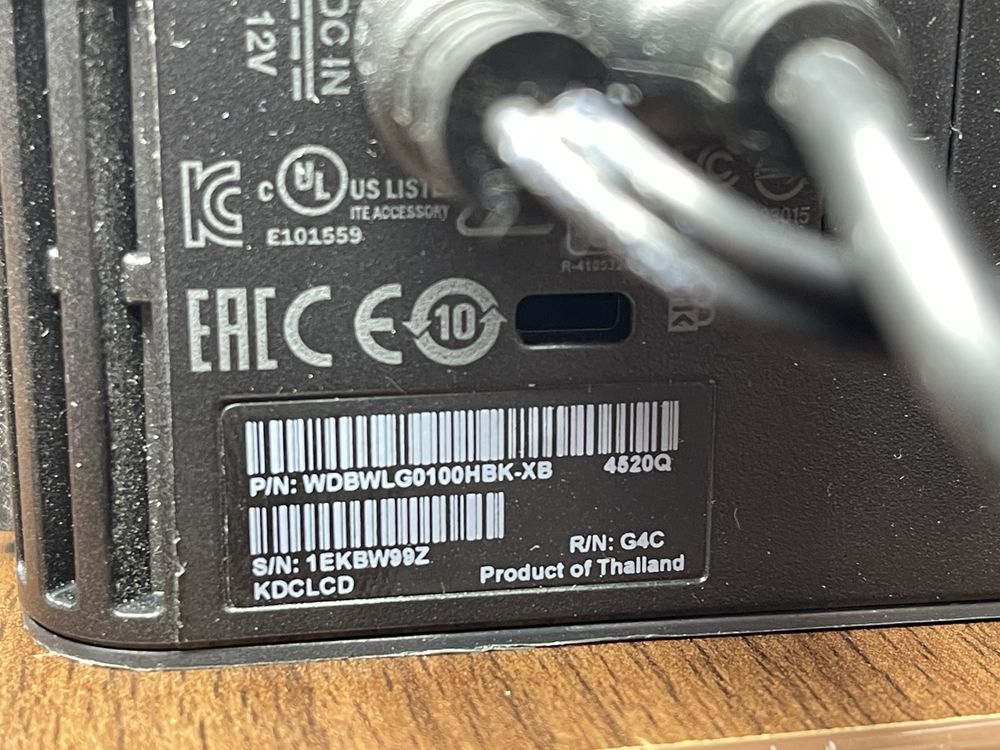 DC IN
12V
C UL US LISTE
ITE ACCESSORY
E101559
EAC CE 10
P/N: WDBWLG0100HBK-XB 4520Q
S/N: 1EKBW99Z R/N: G4C
KDCLCD Product of Thailand